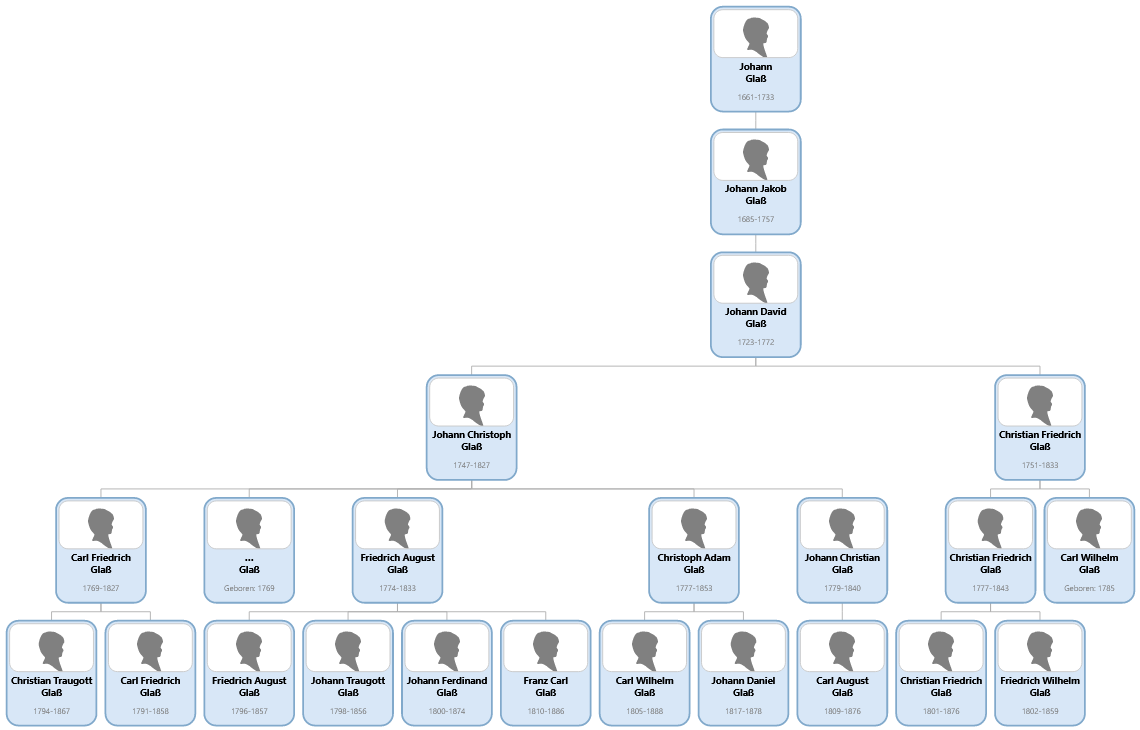 Johann
Glaß
1661-1733
Johann Jakob
Glaß
1685-1757
Johann David
Glaß
1723-1772
Johann Christoph
Glaß
1747-1827
Christian Friedrich
Glaß
1751-1833
Carl Friedrich
Glaß
1769-1827
...
Glaß
Geboren: 1769
Friedrich August
Glaß
1774-1833
Christoph Adam
Glaß
1777-1853
Johann Christian
Glaß
1779-1840
Christian Friedrich
Glaß
1777-1843
Carl Wilhelm
Glaß
Geboren: 1785
Christian Traugott
Glaß
1794-1867
Carl Friedrich
Glaß
1791-1858
Friedrich August
Glaß
1796-1857
Johann Traugott
Glaß
1798-1856
Johann Ferdinand
Glaß
1800-1874
Franz Carl
Glaß
1810-1886
Carl Wilhelm
Glaß
1805-1888
Johann Daniel
Glaß
1817-1878
Carl August
Glaß
1809-1876
Christian Friedrich
Glaß
1801-1876
Friedrich Wilhelm
Glaß
1802-1859